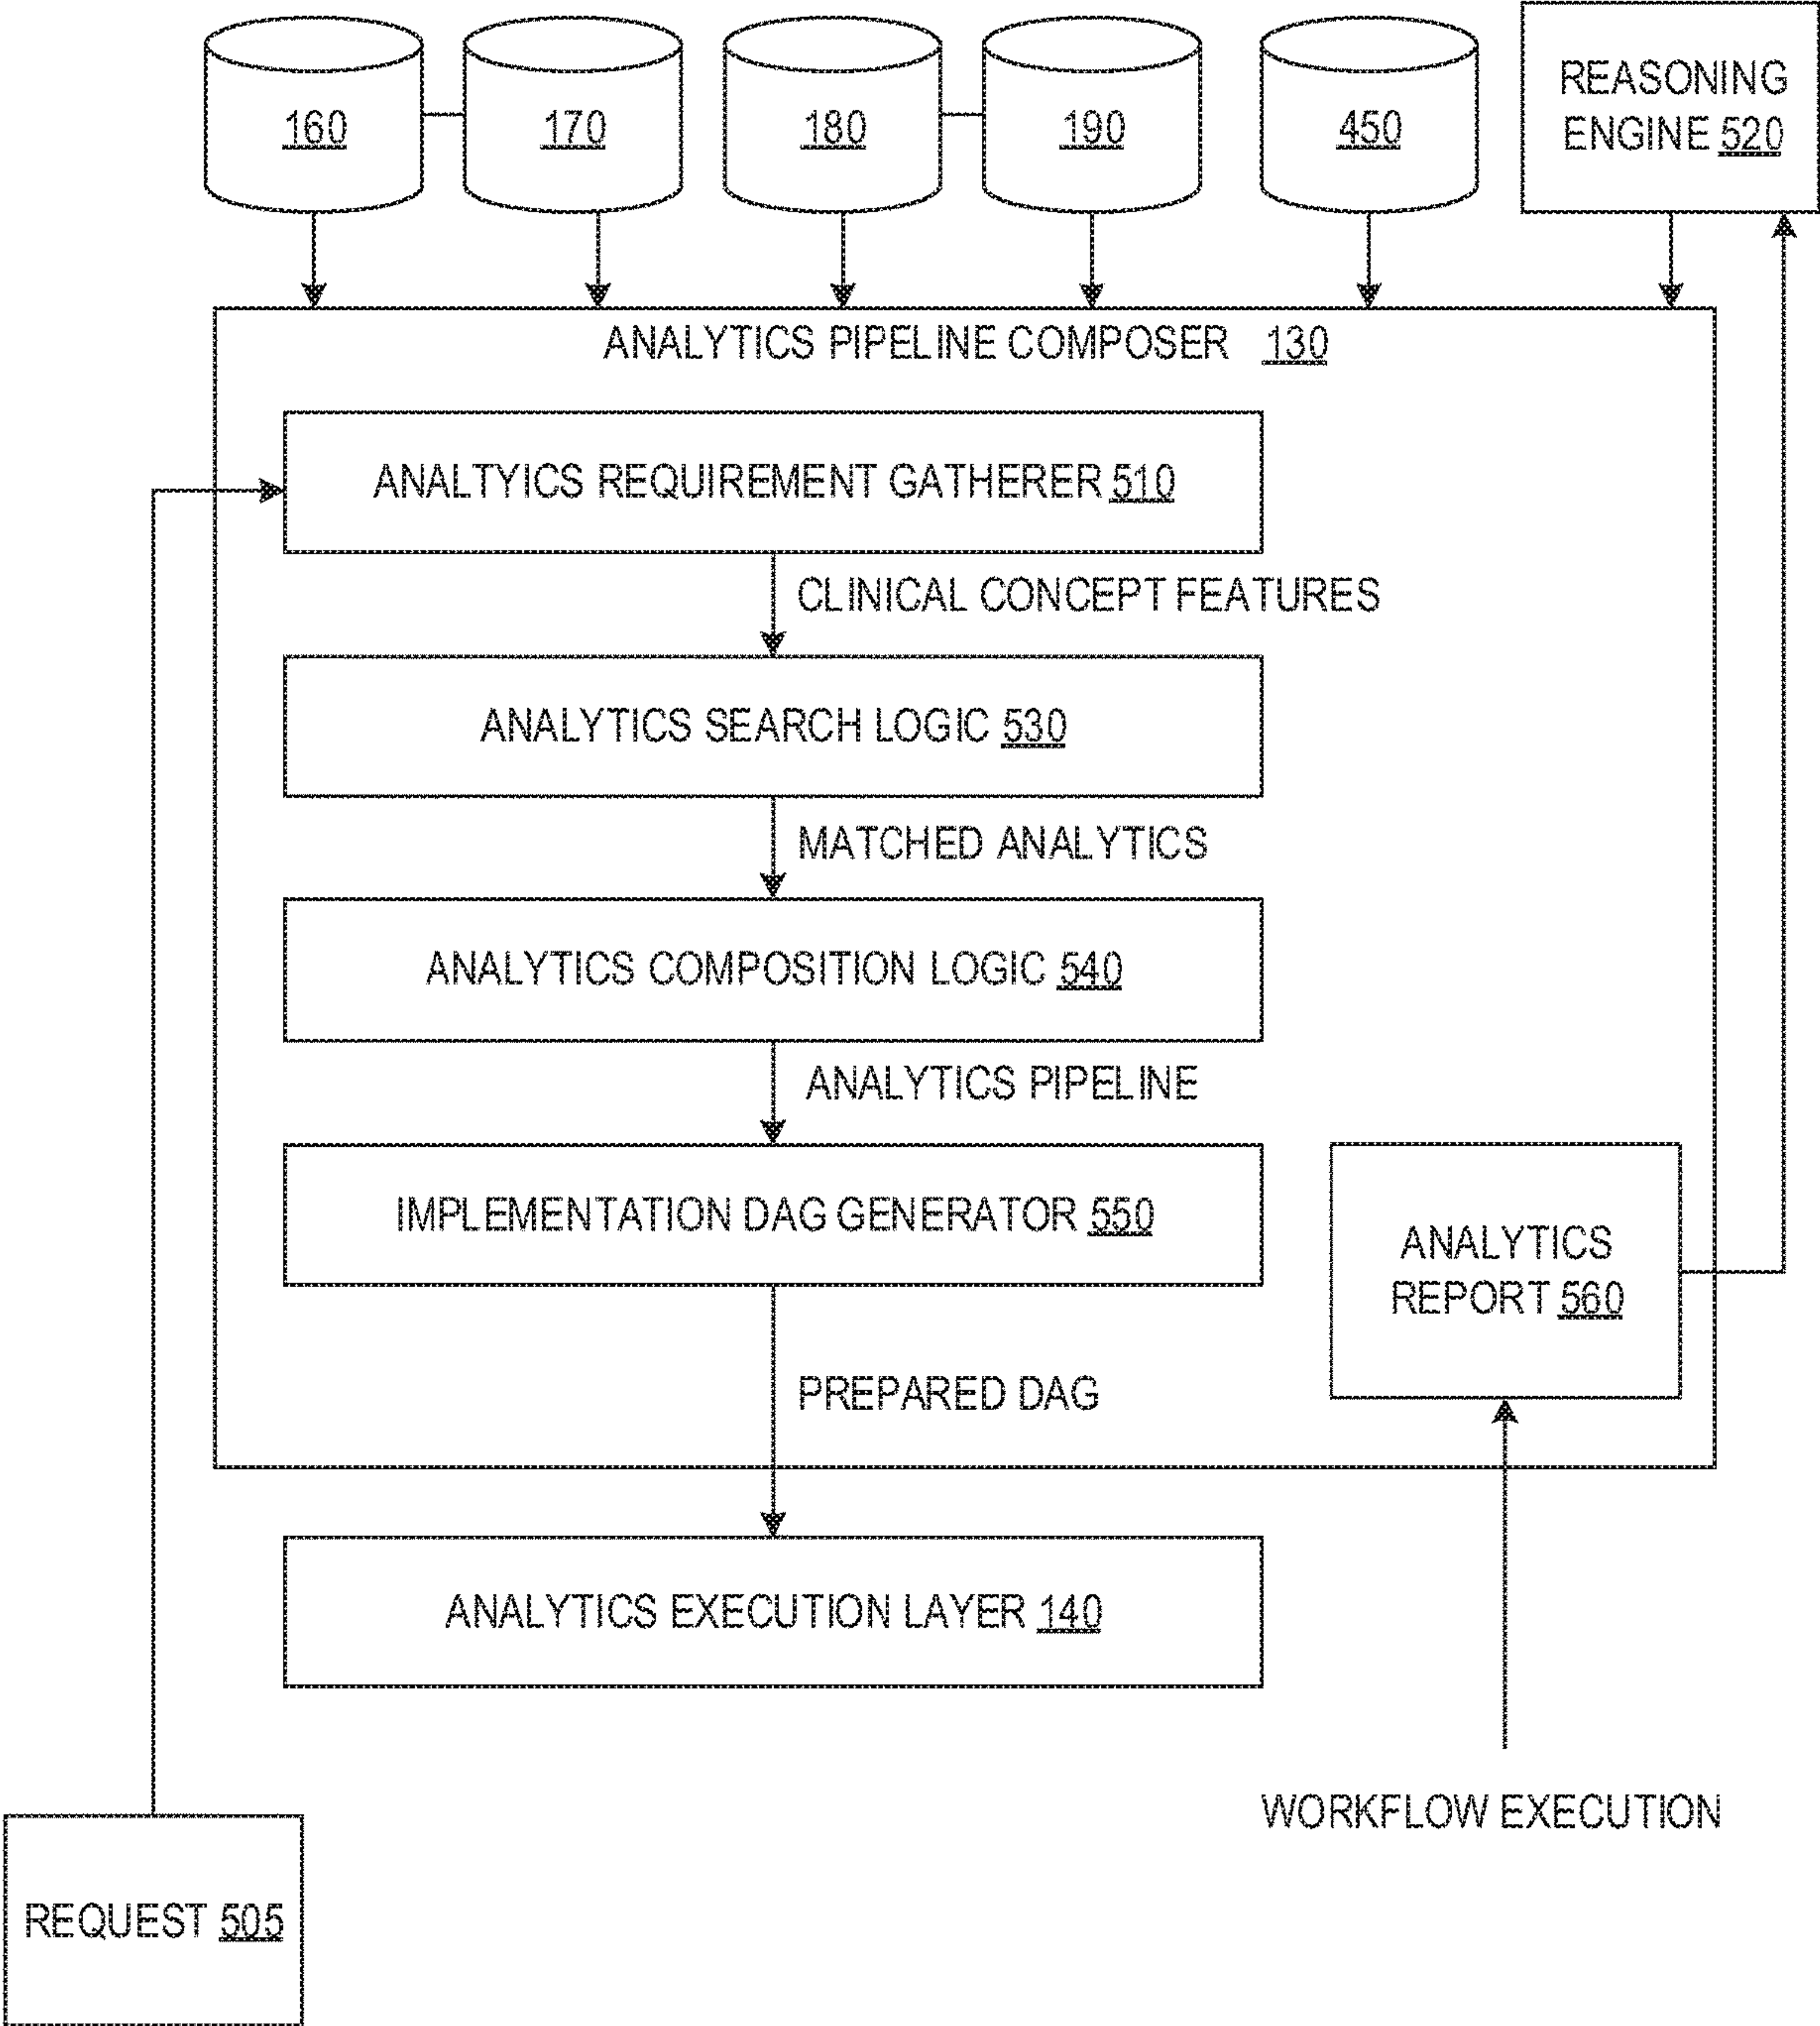 160
170
180
190
450
REASONING
ENGINE 520
ANALYTICS PIPELINE COMPOSER 130
ANALTYICS REQUIREMENT GATHERER 510
CLINICAL CONCEPT FEATURES
ANALYTICS SEARCH LOGIC 530
MATCHED ANALYTICS
ANALYTICS COMPOSITION LOGIC 540
ANALYTICS PIPELINE
IMPLEMENTATION DAG GENERATOR 550
ANALYTICS
REPORT 560
PREPARED DAG
ANALYTICS EXECUTION LAYER 140
WORKFLOW EXECUTION
REQUEST 505